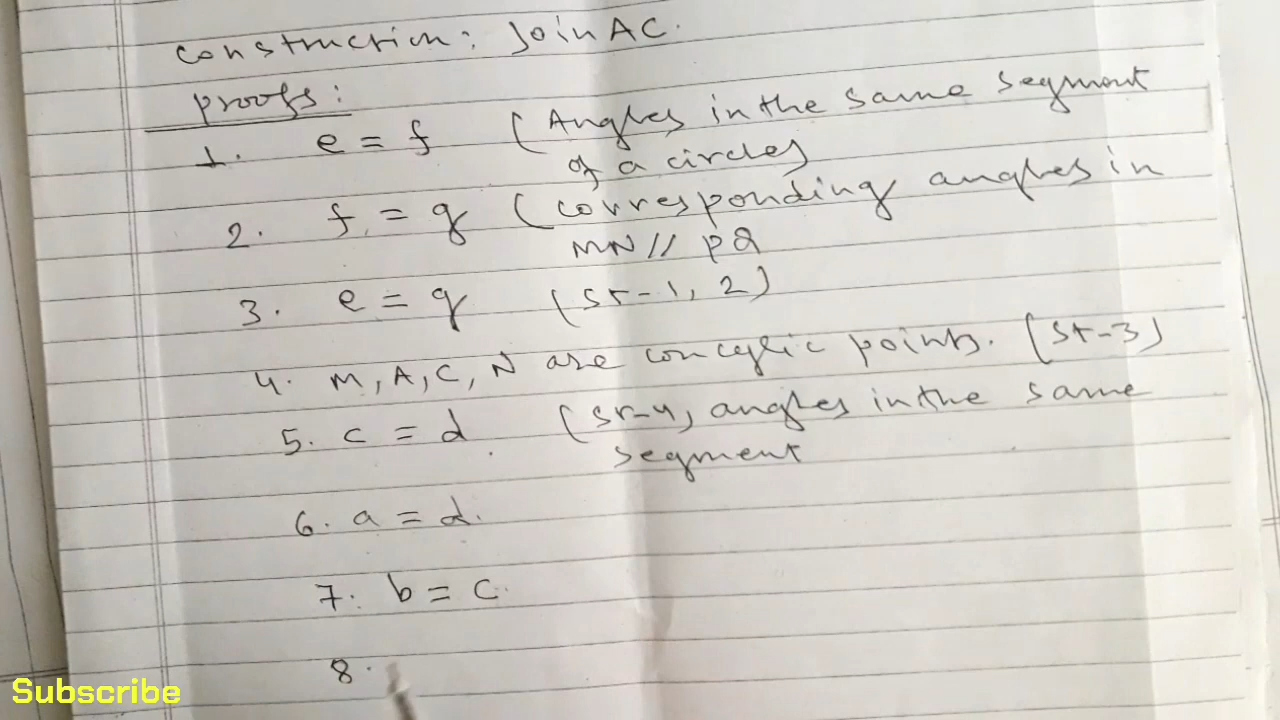 Construction: Join AC.
proofs:
1. e = f (Angles in the same segment
of a circles
2. f = g (corresponding angles in
MN // PQ
3. e = g (st-1, 2)
4. M, A, C, N are concyclic points. (st-3)
5. c = d (st-4, angles in the same
segment
6. a = d.
7. b = c.
8.
Subscribe